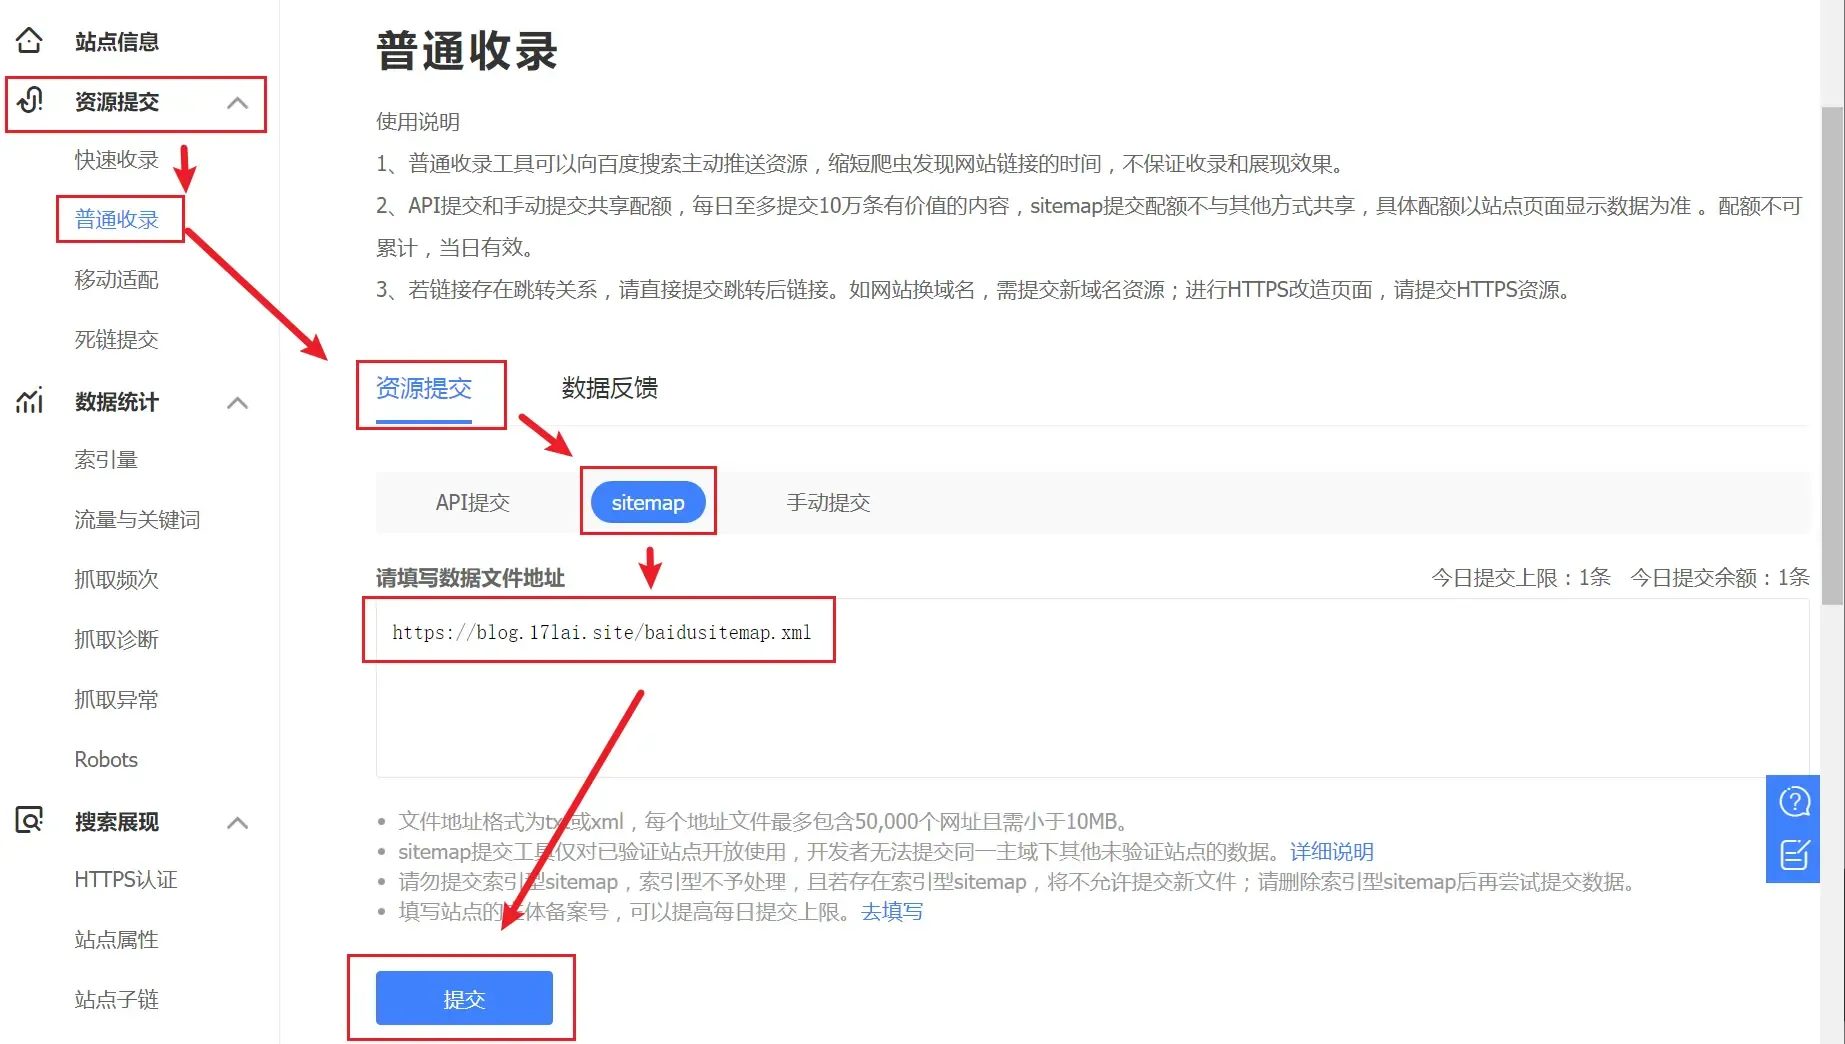 站点信息
资源提交
快速收录
普通收录
移动适配
死链提交
数据统计
索引量
流量与关键词
抓取频次
抓取诊断
抓取异常
Robots
搜索展现
HTTPS认证
站点属性
站点子链
普通收录
使用说明
1、普通收录工具可以向百度搜索主动推送资源，缩短爬虫发现网站链接的时间，不保证收录和展现效果。
2、API提交和手动提交共享配额，每日至多提交10万条有价值的内容，sitemap提交配额不与其他方式共享，具体配额以站点页面显示数据为准 。配额不可
累计，当日有效。
3、若链接存在跳转关系，请直接提交跳转后链接。如网站换域名，需提交新域名资源；进行HTTPS改造页面，请提交HTTPS资源。
资源提交 数据反馈
API提交 sitemap 手动提交
请填写数据文件地址 今日提交上限：1条 今日提交余额：1条
https://blog.17lai.site/baidusitemap.xml
文件地址格式为txt或xml，每个地址文件最多包含50,000个网址且需小于10MB。
sitemap提交工具仅对已验证站点开放使用，开发者无法提交同一主域下其他未验证站点的数据。详细说明
请勿提交索引型sitemap，索引型不予处理，且若存在索引型sitemap，将不允许提交新文件；请删除索引型sitemap后再尝试提交数据。
填写站点的主体备案号，可以提高每日提交上限。去填写
提交